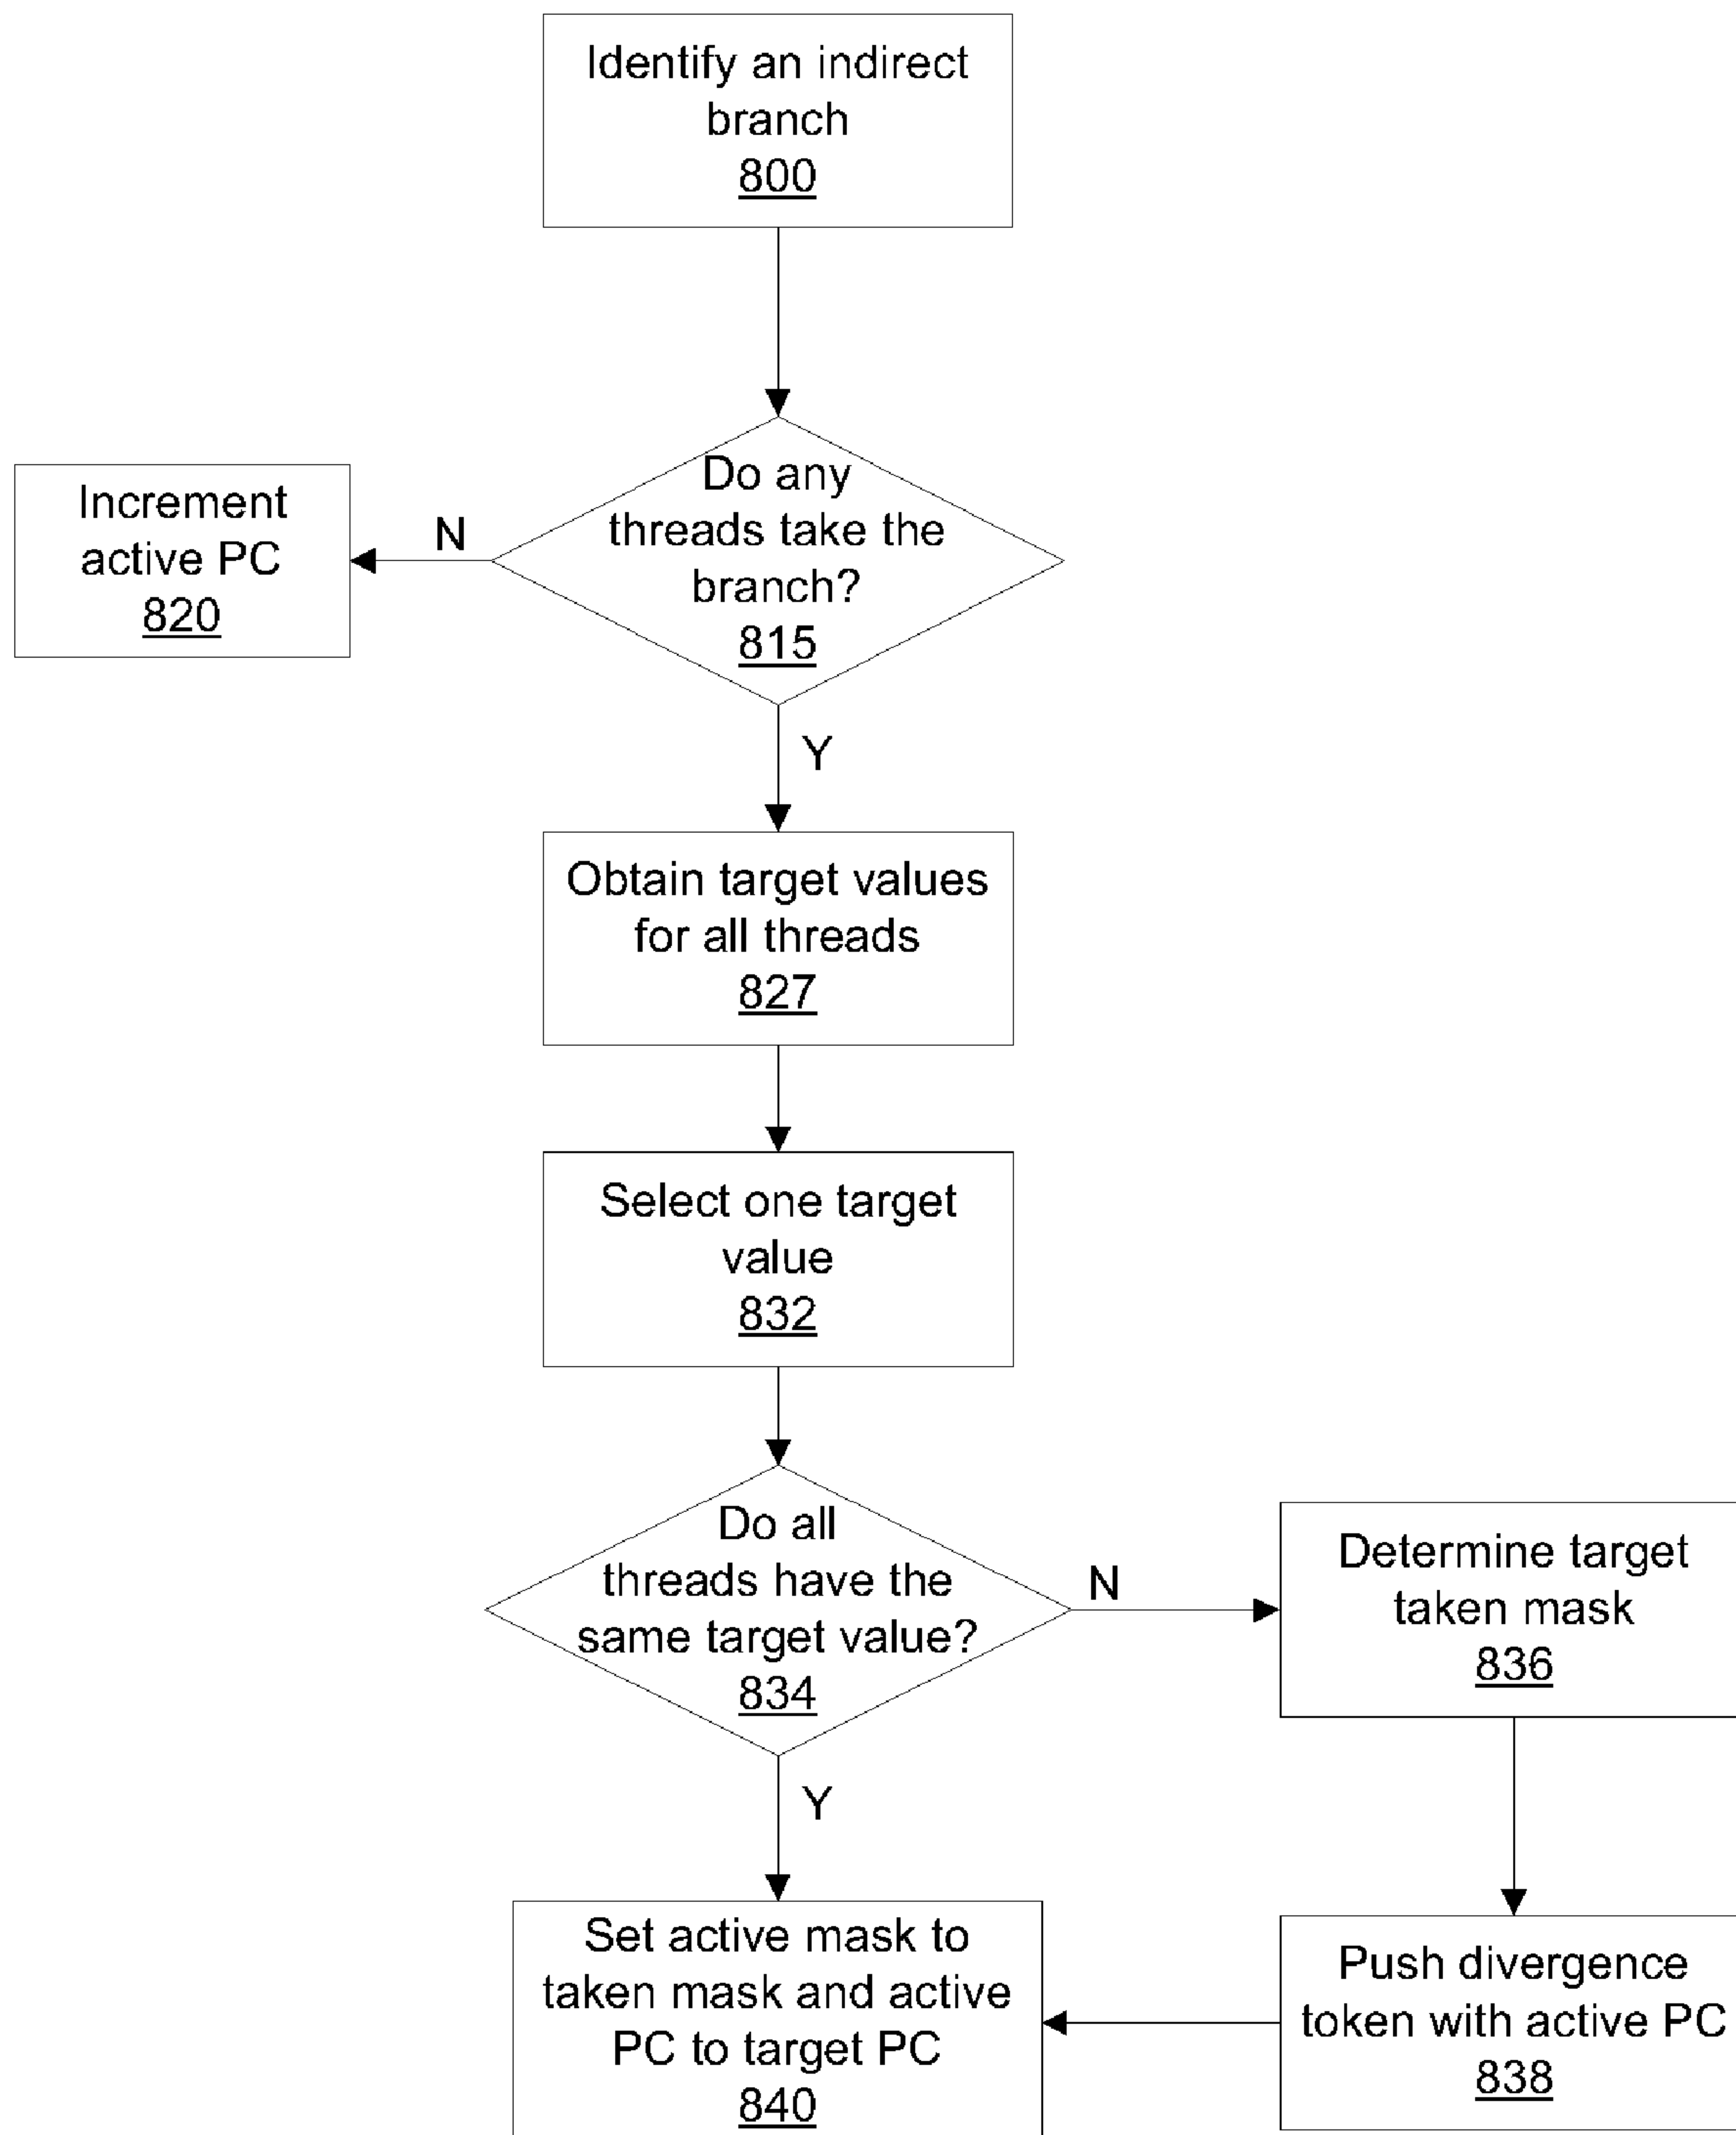 Identify an indirect
branch
800
Do any
threads take the
branch?
815
N
Increment
active PC
820
Y
Obtain target values
for all threads
827
Select one target
value
832
Do all
threads have the
same target value?
834
N
Determine target
taken mask
836
Y
Set active mask to
taken mask and active
PC to target PC
840
Push divergence
token with active PC
838